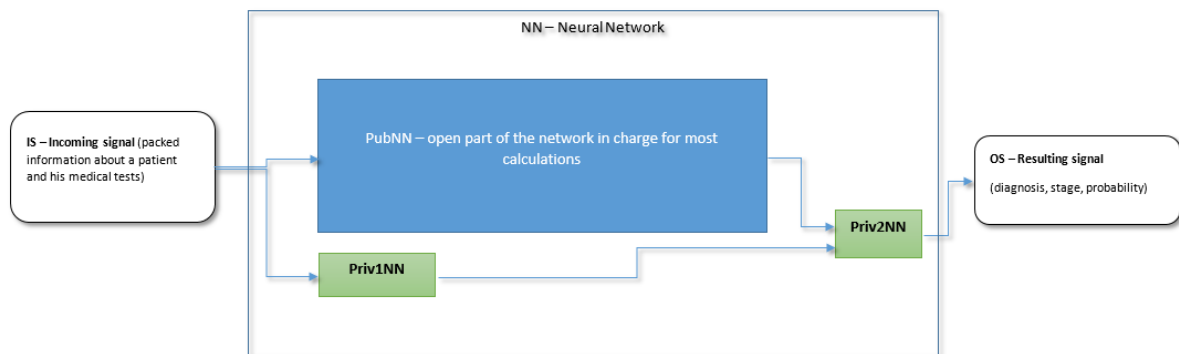 NN – Neural Network
IS – Incoming signal (packed
information about a patient
and his medical tests)
PubNN – open part of the network in charge for most
calculations
Priv1NN
Priv2NN
OS – Resulting signal
(diagnosis, stage, probability)